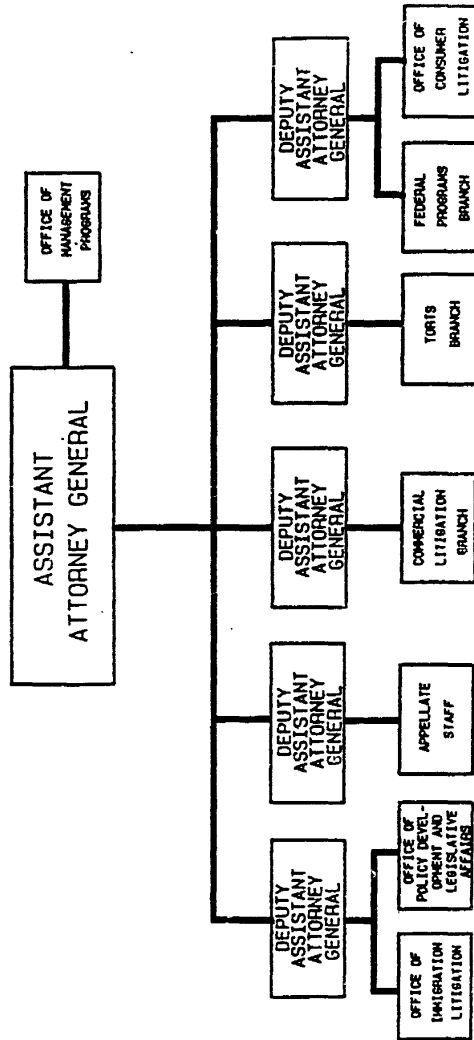 ASSISTANT
ATTORNEY GENERAL
OFFICE OF
MANAGEMENT
PROGRAMS
DEPUTY
ASSISTANT
ATTORNEY
GENERAL
DEPUTY
ASSISTANT
ATTORNEY
GENERAL
DEPUTY
ASSISTANT
ATTORNEY
GENERAL
DEPUTY
ASSISTANT
ATTORNEY
GENERAL
DEPUTY
ASSISTANT
ATTORNEY
GENERAL
OFFICE OF
IMMIGRATION
LITIGATION
OFFICE OF
POLICY DEVEL-
OPMENT AND
LEGISLATIVE
AFFAIRS
APPELLATE
STAFF
COMMERCIAL
LITIGATION
BRANCH
TORTS
BRANCH
FEDERAL
PROGRAMS
BRANCH
OFFICE OF
CONSUMER
LITIGATION